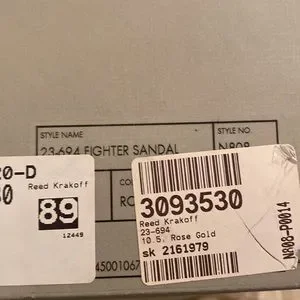 STYLE NAME
23-694 FIGHTER SANDAL
STYLE NO.
N808
20-D
Reed Krakoff
89
12449
3093530
Reed Krakoff
23-694
10.5, Rose Gold
sk 2161979
N808-P0014
4500106